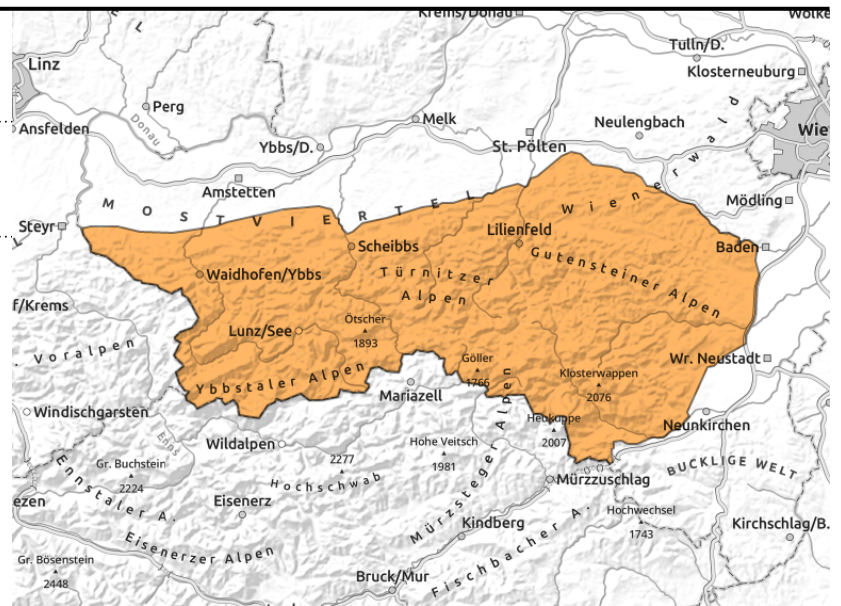 Krems/Donau
Wolke
Linz
L
Tulln/D.
Klosterneuburg
Perg
Donau
Ansfelden
Melk
Neulengbach
Wie
Ybbs/D.
St. Pölten
Wienerwald
Amstetten
MOSTVIERTEL
Mödling
Steyr
Lilienfeld
Scheibbs
Baden
Gutensteiner Alpen
Waidhofen/Ybbs
Türnitzer
Alpen
f/Krems
Ötscher
1893
Lunz/See
. Voralpen
Göller
1766
Wr. Neustadt
Klosterwappen
2076
Ybbstaler Alpen
Mariazell
Windischgarsten
Heukuppe
2007
Neunkirchen
Enns
Wildalpen
Hohe Veitsch
1981
2277
Hochschwab
Gr. Buchstein
2224
Ennstaler A.
BUCKLIGE WELT
Mürzzuschlag
Mürzsteger Alpen
ezen
Eisenerz
Hochwechsel
1743
Kindberg
Kirchschlag/B.
Fischbacher A.
Eisenerzer Alpen
Gr. Bösenstein
2448
Bruck/Mur